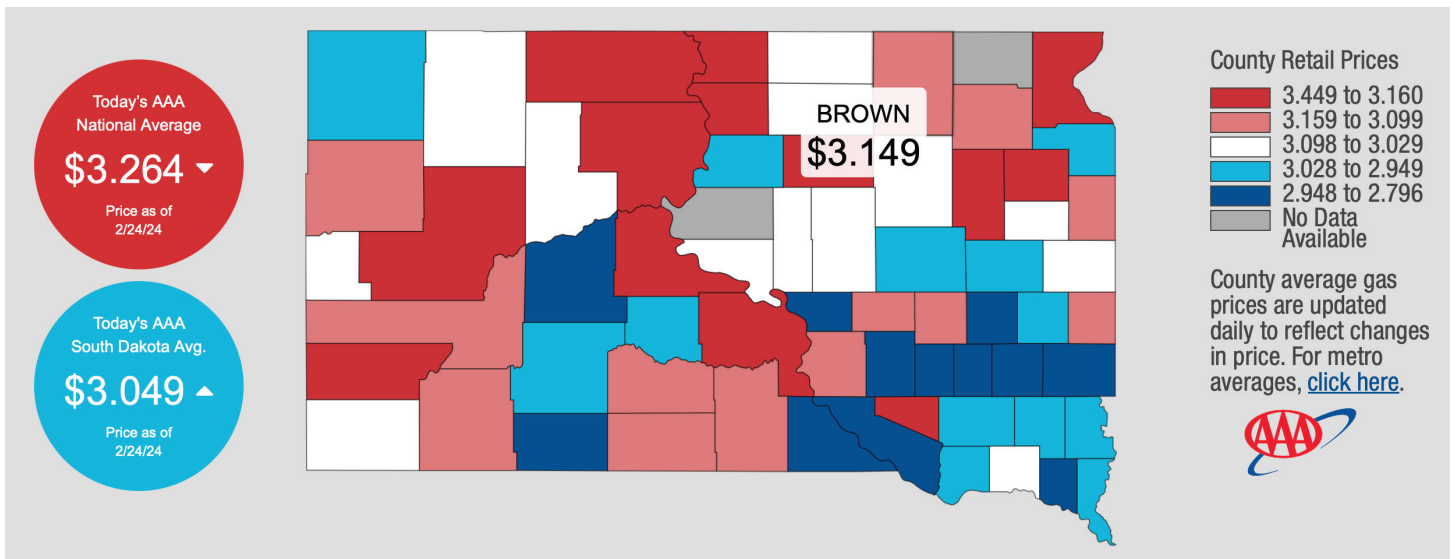 Today's AAA
National Average
$3.264
Price as of
2/24/24
Today's AAA
South Dakota Avg.
$3.049
Price as of
2/24/24
BROWN
$3.149
County Retail Prices
3.449 to 3.160
3.159 to 3.099
3.098 to 3.029
3.028 to 2.949
2.948 to 2.796
No Data
Available
County average gas
prices are updated
daily to reflect changes
in price. For metro
averages, click here.
AAA